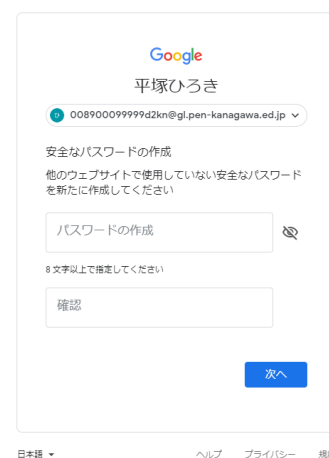 Google
平塚ひろき
ひ 008900099999d2kn@gl.pen-kanagawa.ed.jp
安全なパスワードの作成
他のウェブサイトで使用していない安全なパスワード
を新たに作成してください
パスワードの作成
8 文字以上で指定してください
確認
次へ
日本語 ヘルプ プライバシー 規